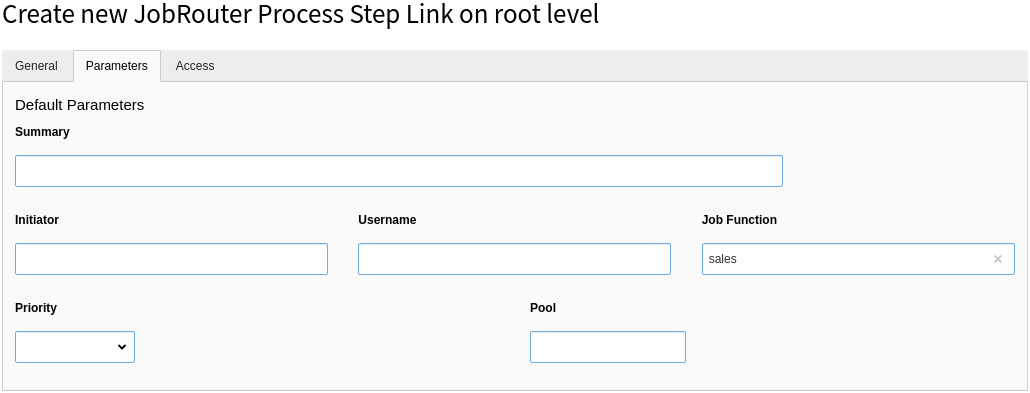 Create new JobRouter Process Step Link on root level
General Parameters Access
Default Parameters
Summary
Initiator Username Job Function
sales ×
Priority Pool